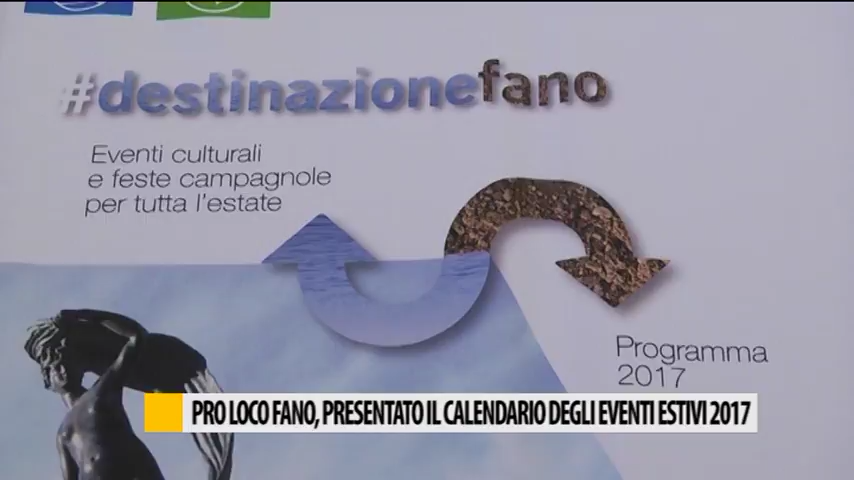 #destinazionefano
Eventi culturali
e feste campagnole
per tutta l'estate
Programma
2017
PRO LOCO FANO, PRESENTATO IL CALENDARIO DEGLI EVENTI ESTIVI 2017